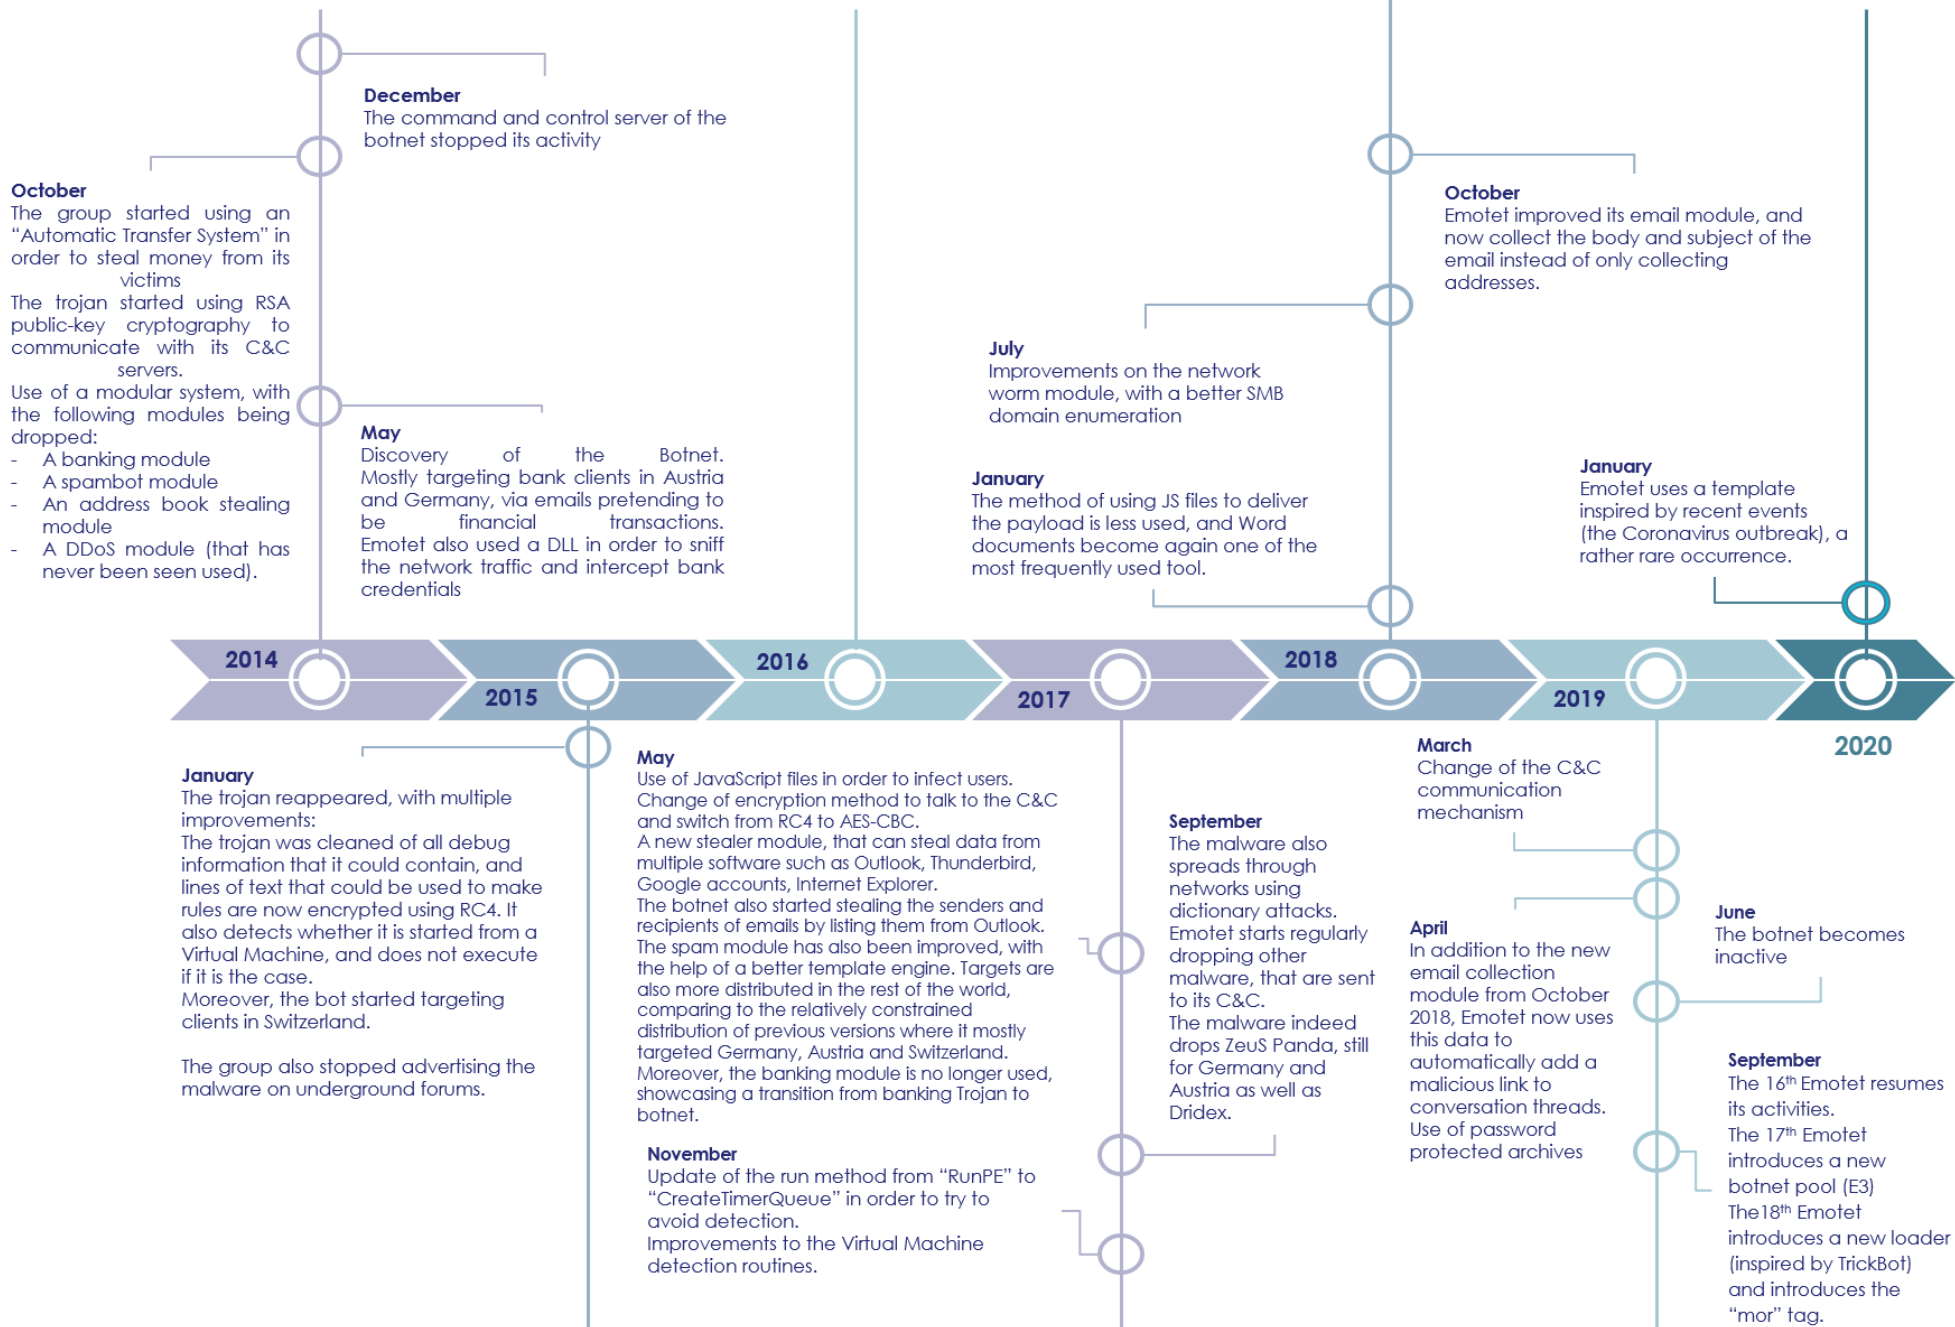 December
The command and control server of the
botnet stopped its activity
October
The group started using an
“Automatic Transfer System” in
order to steal money from its
victims
The trojan started using RSA
public-key cryptography to
communicate with its C&C
servers.
Use of a modular system, with
the following modules being
dropped:
- A banking module
- A spambot module
- An address book stealing
module
- A DDoS module (that has
never been seen used).
May
Discovery of the Botnet.
Mostly targeting bank clients in Austria
and Germany, via emails pretending to
be financial transactions.
Emotet also used a DLL in order to sniff
the network traffic and intercept bank
credentials
October
Emotet improved its email module, and
now collect the body and subject of the
email instead of only collecting
addresses.
July
Improvements on the network
worm module, with a better SMB
domain enumeration
January
The method of using JS files to deliver
the payload is less used, and Word
documents become again one of the
most frequently used tool.
January
Emotet uses a template
inspired by recent events
(the Coronavirus outbreak), a
rather rare occurrence.
2014
2015
2016
2017
2018
2019
2020
January
The trojan reappeared, with multiple
improvements:
The trojan was cleaned of all debug
information that it could contain, and
lines of text that could be used to make
rules are now encrypted using RC4. It
also detects whether it is started from a
Virtual Machine, and does not execute
if it is the case.
Moreover, the bot started targeting
clients in Switzerland.
The group also stopped advertising the
malware on underground forums.
May
Use of JavaScript files in order to infect users.
Change of encryption method to talk to the C&C
and switch from RC4 to AES-CBC.
A new stealer module, that can steal data from
multiple software such as Outlook, Thunderbird,
Google accounts, Internet Explorer.
The botnet also started stealing the senders and
recipients of emails by listing them from Outlook.
The spam module has also been improved, with
the help of a better template engine. Targets are
also more distributed in the rest of the world,
comparing to the relatively constrained
distribution of previous versions where it mostly
targeted Germany, Austria and Switzerland.
Moreover, the banking module is no longer used,
showcasing a transition from banking Trojan to
botnet.
November
Update of the run method from “RunPE” to
“CreateTimerQueue” in order to try to
avoid detection.
Improvements to the Virtual Machine
detection routines.
September
The malware also
spreads through
networks using
dictionary attacks.
Emotet starts regularly
dropping other
malware, that are sent
to its C&C.
The malware indeed
drops ZeuS Panda, still
for Germany and
Austria as well as
Dridex.
March
Change of the C&C
communication
mechanism
April
In addition to the new
email collection
module from October
2018, Emotet now uses
this data to
automatically add a
malicious link to
conversation threads.
Use of password
protected archives
June
The botnet becomes
inactive
September
The 16th Emotet resumes
its activities.
The 17th Emotet
introduces a new
botnet pool (E3)
The18th Emotet
introduces a new loader
(inspired by TrickBot)
and introduces the
“mor” tag.